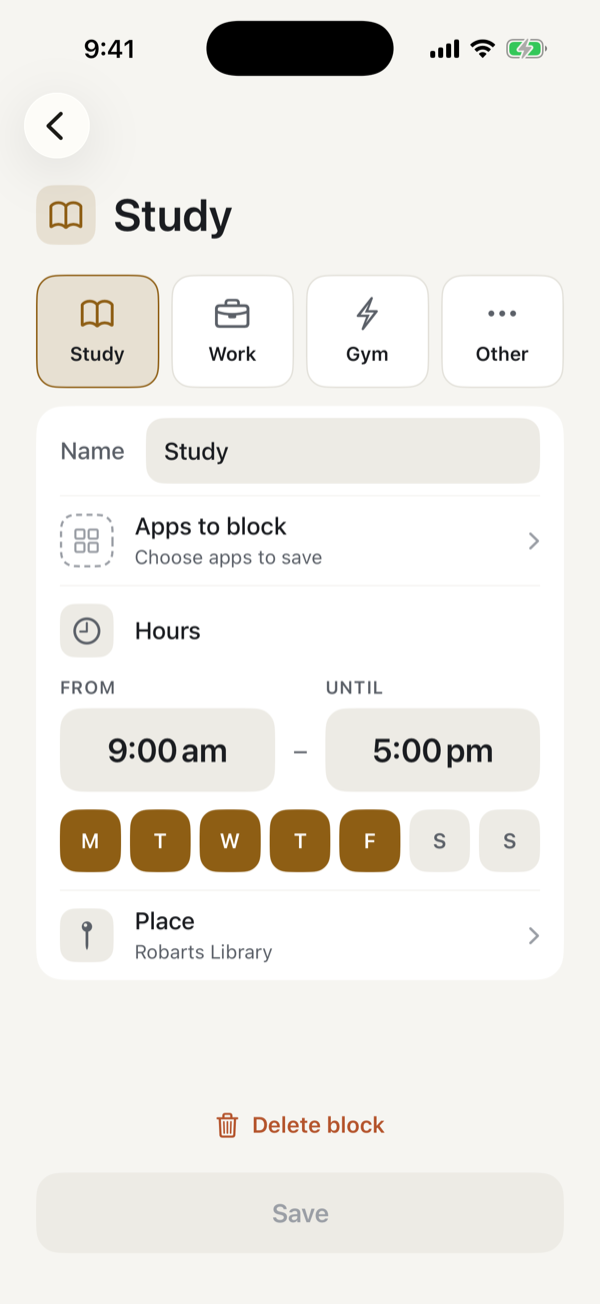 9:41
Study
Study Work Gym Other
Name Study
Apps to block
Choose apps to save
Hours
FROM UNTIL
9:00 am – 5:00 pm
M T W T F S S
Place
Robarts Library
Delete block
Save